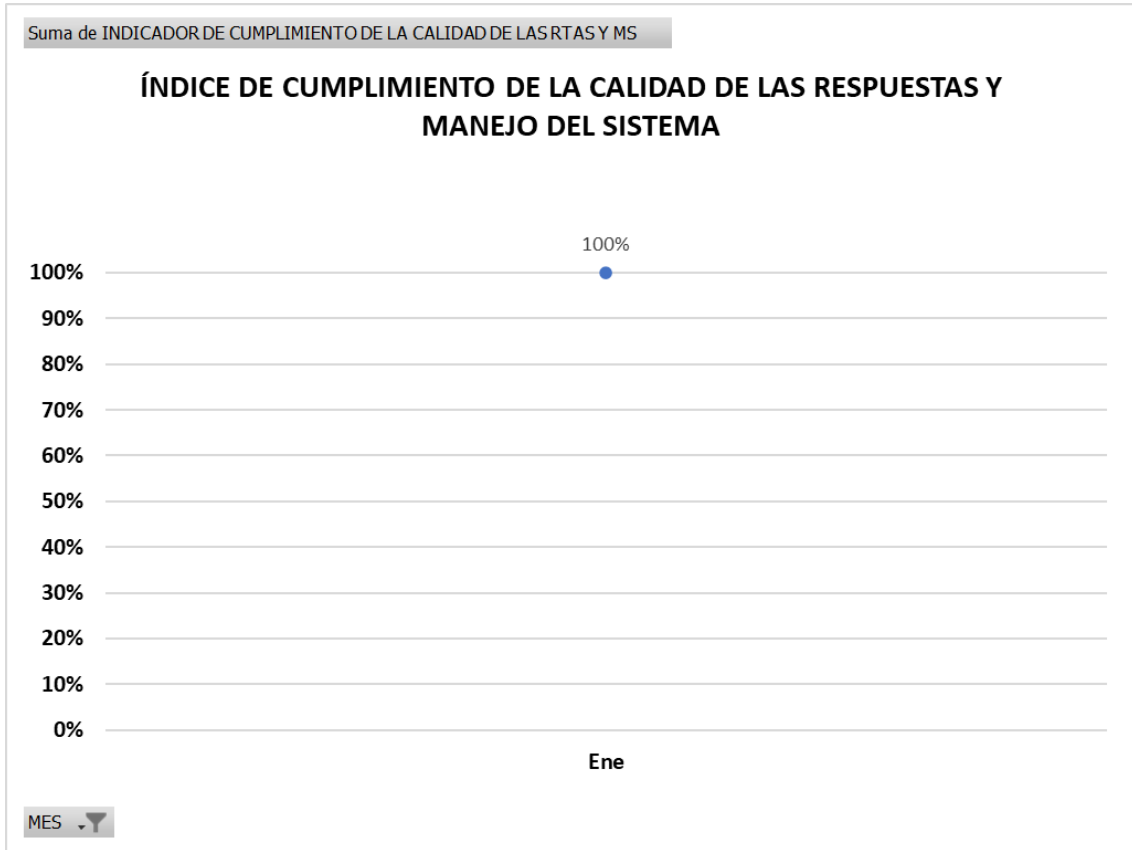 Suma de INDICADOR DE CUMPLIMIENTO DE LA CALIDAD DE LAS RTAS Y MS
ÍNDICE DE CUMPLIMIENTO DE LA CALIDAD DE LAS RESPUESTAS Y
MANEJO DEL SISTEMA
100%
100%
90%
80%
70%
60%
50%
40%
30%
20%
10%
0%
Ene
MES